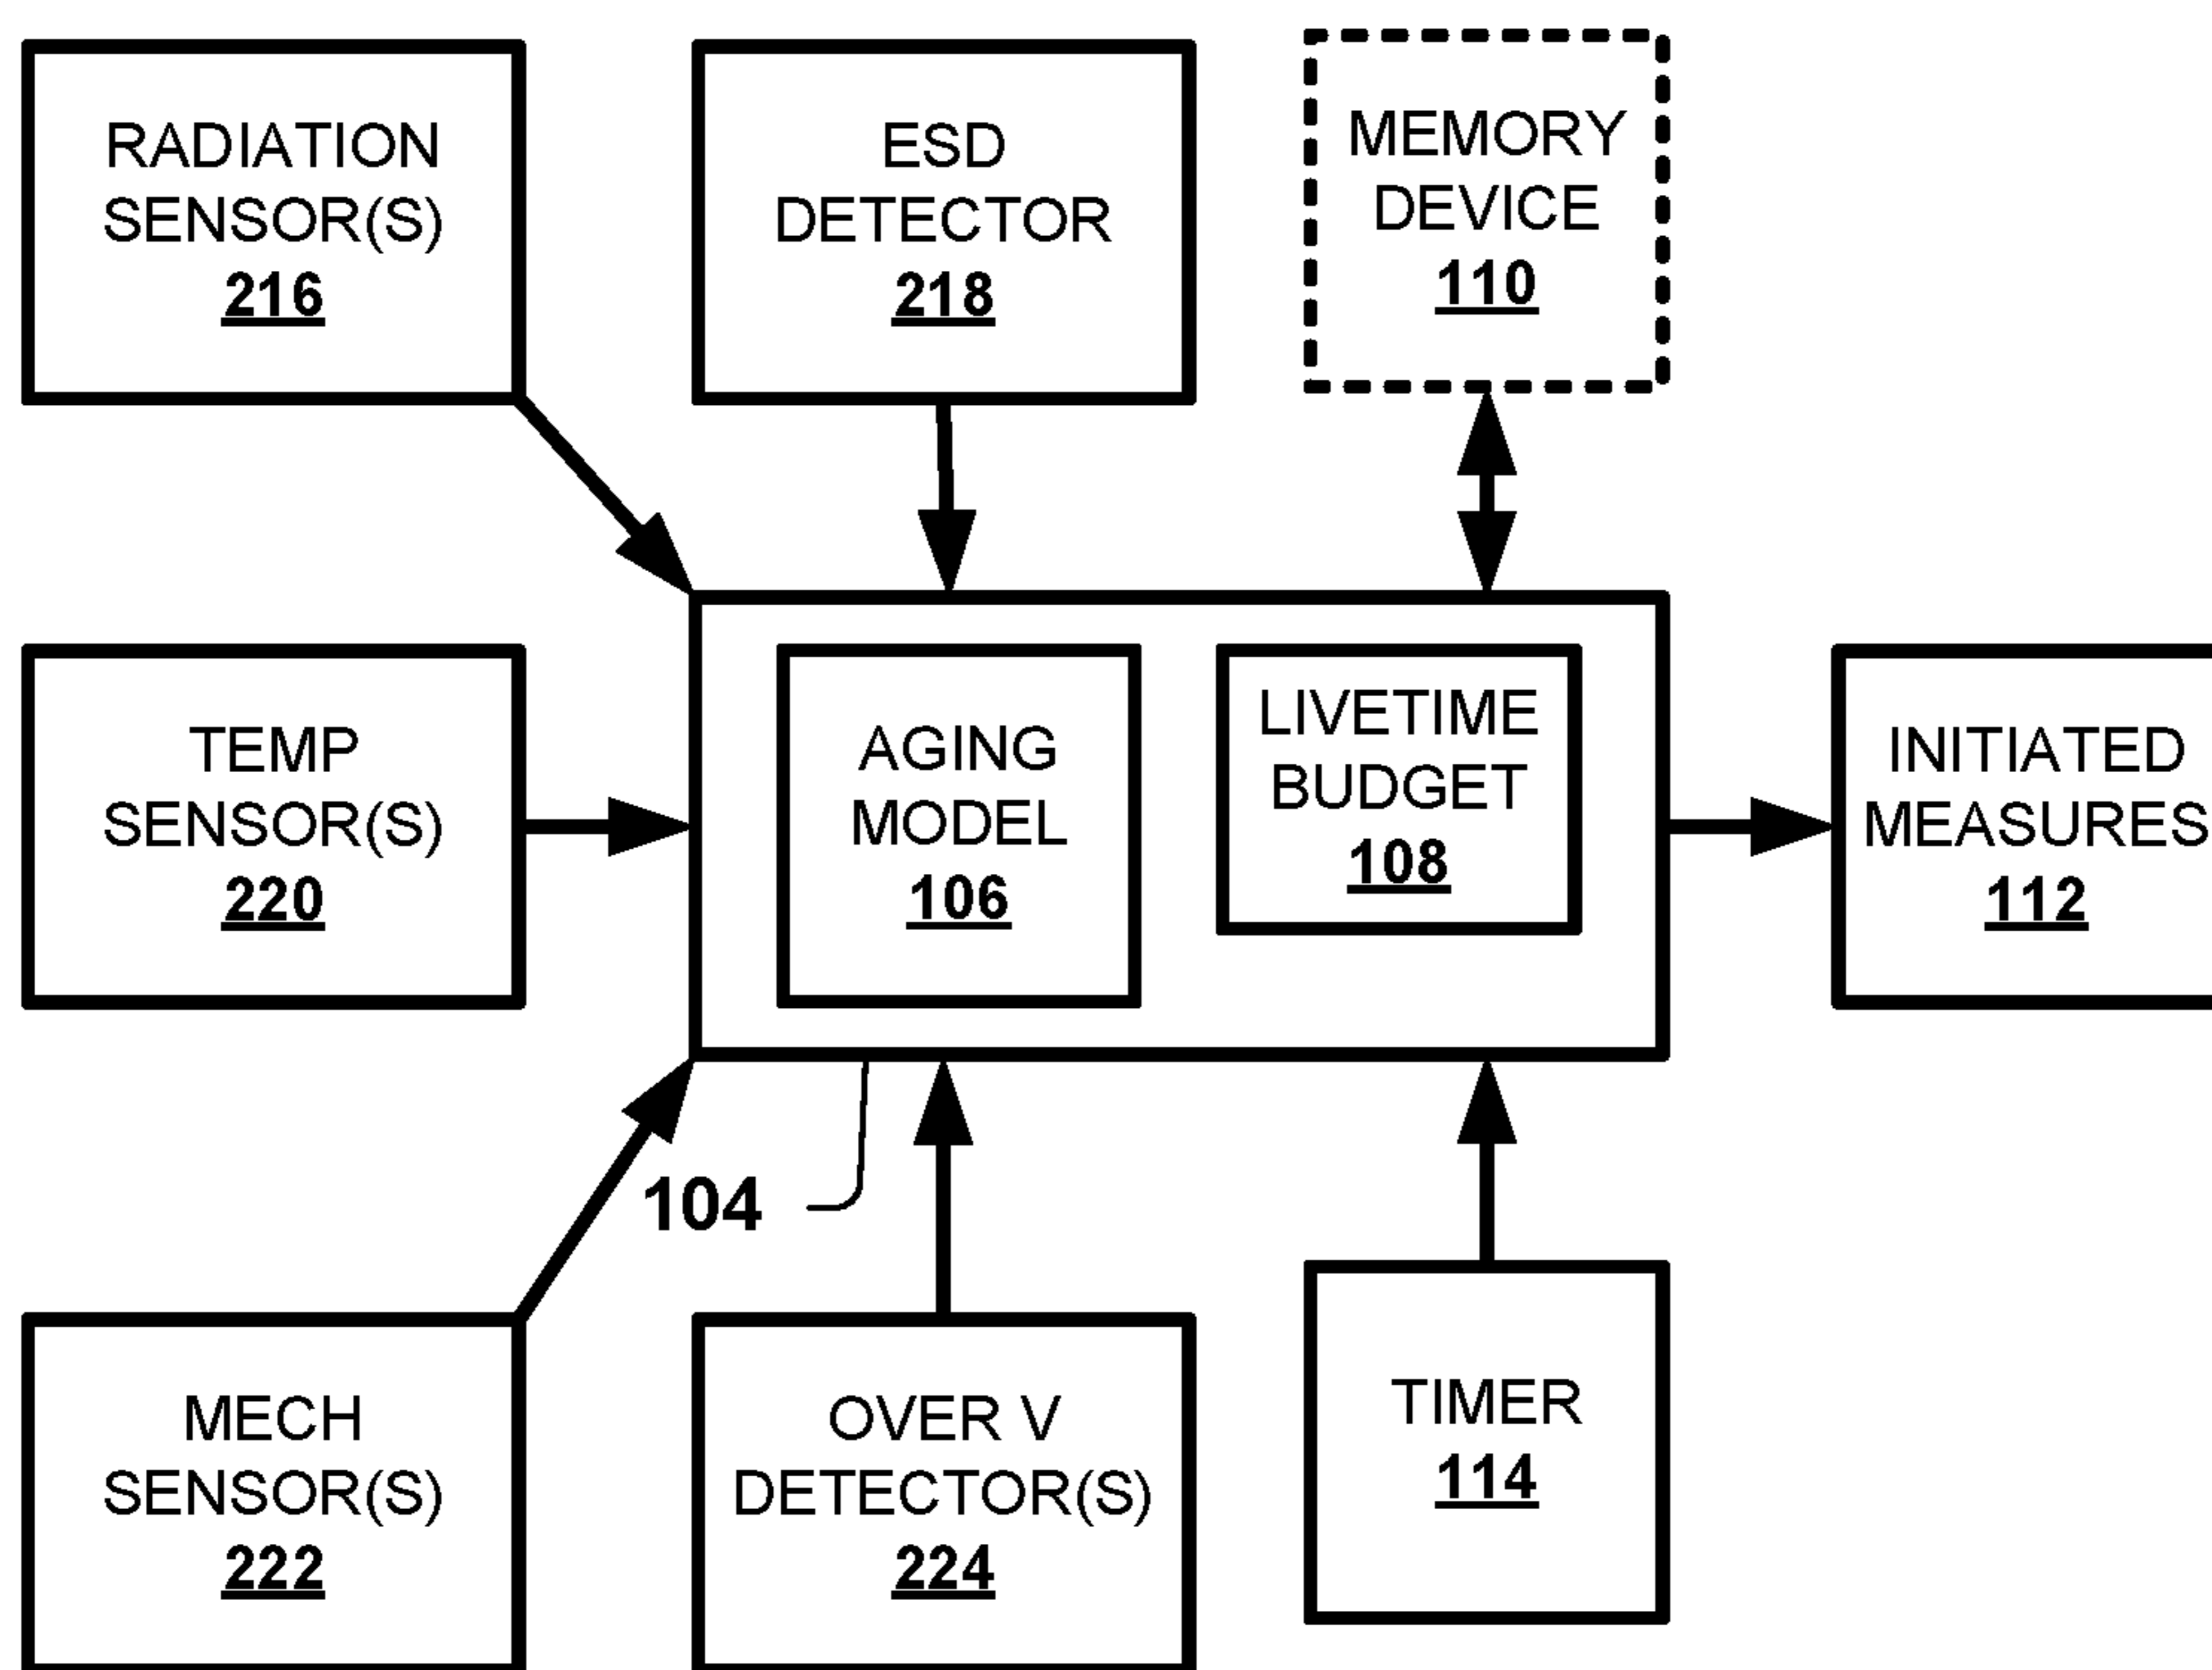 RADIATION
SENSOR(S)
216
ESD
DETECTOR
218
MEMORY
DEVICE
110
TEMP
SENSOR(S)
220
AGING
MODEL
106
LIVETIME
BUDGET
108
INITIATED
MEASURES
112
104
MECH
SENSOR(S)
222
OVER V
DETECTOR(S)
224
TIMER
114